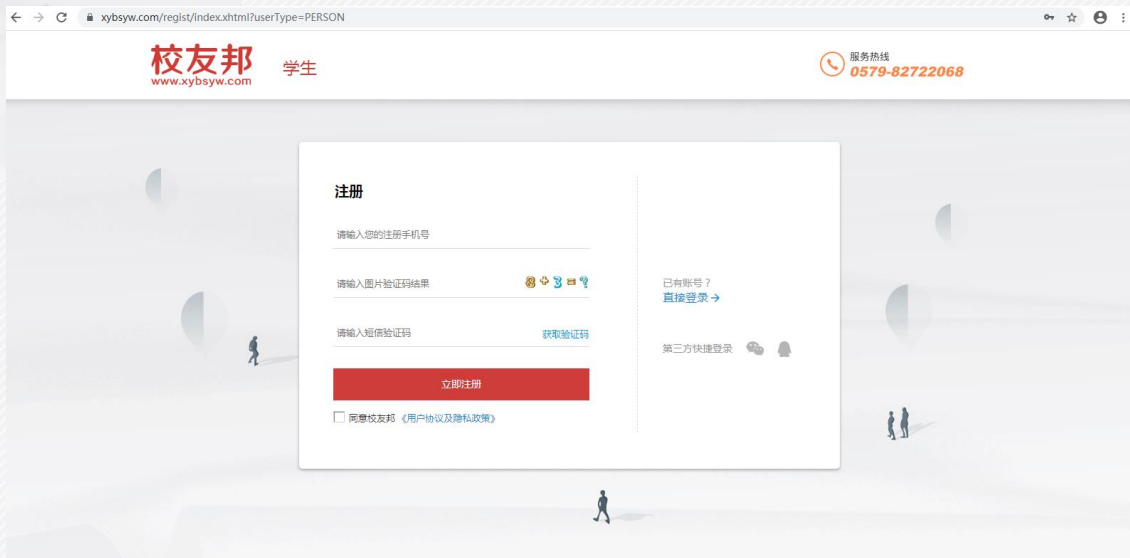 xybsyw.com/regist/index.xhtml?userType=PERSON
校友邦
www.xybsyw.com
学生
服务热线
0579-82722068
注册
请输入您的注册手机号
请输入图片验证码结果
8+3=?
请输入短信验证码
获取验证码
立即注册
同意校友邦 《用户协议及隐私政策》
已有账号？
直接登录→
第三方快捷登录